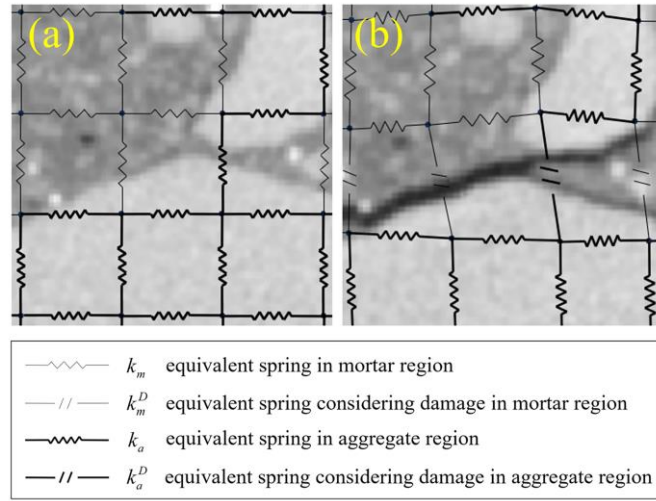 (a) (b)
k_m equivalent spring in mortar region
k_m^D equivalent spring considering damage in mortar region
k_a equivalent spring in aggregate region
k_a^D equivalent spring considering damage in aggregate region